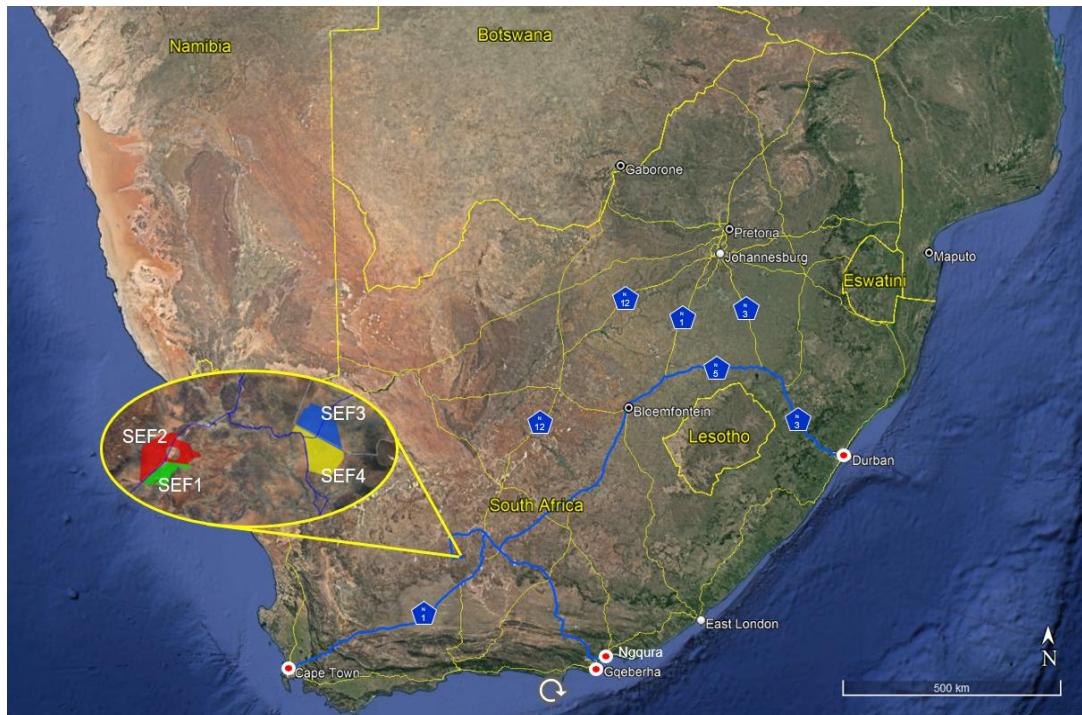 Botswana
Namibia
Gaborone
Pretoria
Johannesburg
Maputo
Eswatini
N
12
N
1
N
3
N
5
SEF3
SEF2
Bloemfontein
N
12
N
3
Lesotho
Durban
SEF4
SEF1
South Africa
N
1
East London
Ngqura
N
Cape Town
Gqeberha
500 km